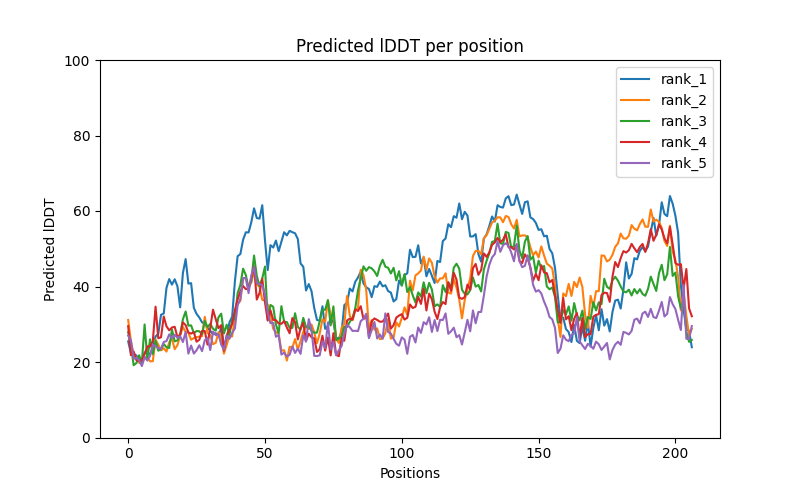 Predicted lDDT per position
Predicted lDDT
100
80
60
40
20
0
0 50 100 150 200
Positions
rank_1
rank_2
rank_3
rank_4
rank_5